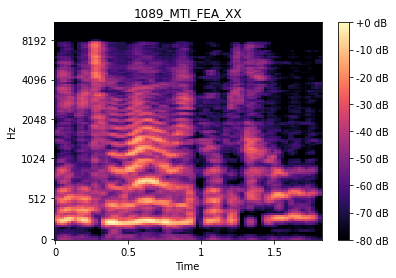 1089_MTI_FEA_XX
+0 dB
8192
-10 dB
4096
-20 dB
-30 dB
2048
Hz
-40 dB
1024
-50 dB
512
-60 dB
-70 dB
0
-80 dB
0 0.5 1 1.5
Time